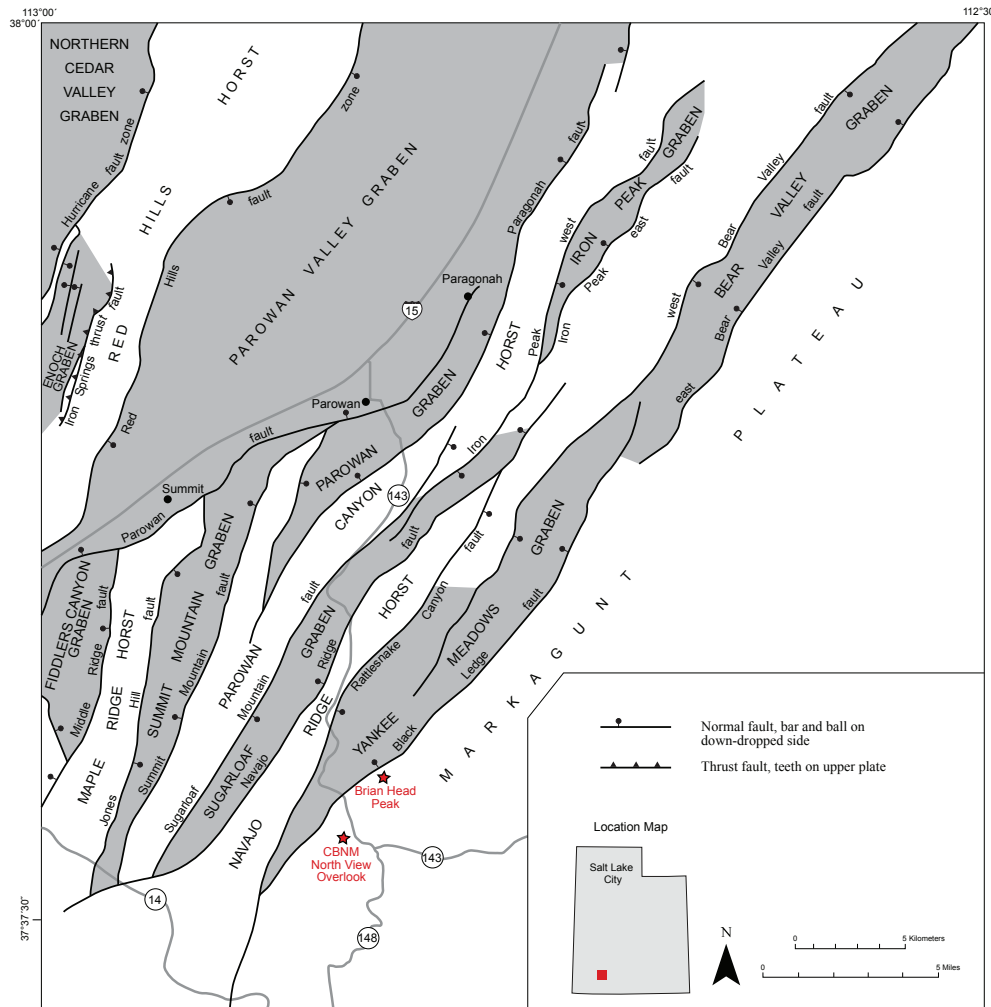 113°00'
38°00'
112°30'
NORTHERN
CEDAR
VALLEY
GRABEN
Hurricane fault zone
RED HILLS HORST
Red Hills fault zone
PAROWAN VALLEY GRABEN
Paragonah fault
west Iron Peak fault
IRON PEAK GRABEN
east Iron Peak fault
west Bear Valley fault
BEAR VALLEY GRABEN
east Bear Valley fault
ENOCH
GRABEN
Iron Springs thrust fault
Paragonah
15
Parowan
Summit
Parowan fault
PAROWAN GRABEN
PAROWAN CANYON HORST
143
FIDDLERS CANYON
GRABEN
Middle Ridge fault
MAPLE RIDGE HORST
Jones Hill fault
SUMMIT MOUNTAIN GRABEN
Summit Mountain fault
Sugarloaf Mountain fault
SUGARLOAF GRABEN
Navajo Ridge fault
NAVAJO RIDGE HORST
Rattlesnake Canyon fault
YANKEE MEADOWS GRABEN
Black Ledge fault
MARKAGUNT PLATEAU
Brian Head
Peak
CBNM
North View
Overlook
143
14
148
37°37'30"
Normal fault, bar and ball on
down-dropped side
Thrust fault, teeth on upper plate
Location Map
Salt Lake
City
N
0 5 Kilometers
0 5 Miles